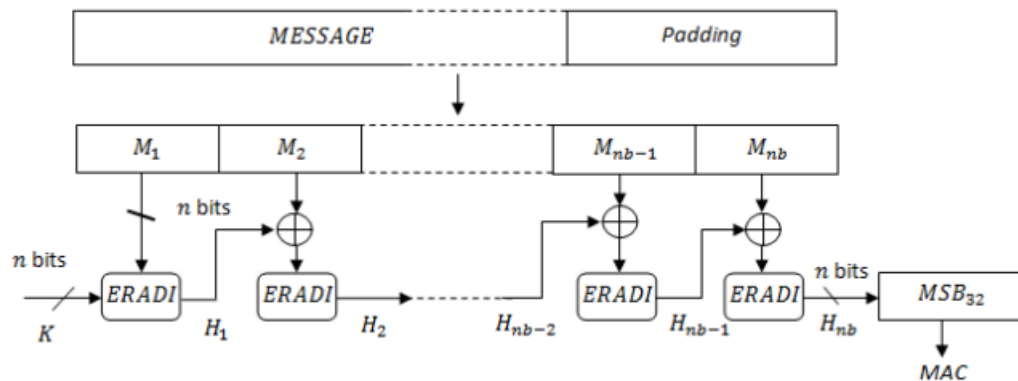 MESSAGE Padding
M₁ M₂ Mₙb₋₁ Mₙb
n bits
n bits n bits
ERADI ERADI ERADI ERADI MSB₃₂
K H₁ H₂ Hₙb₋₂ Hₙb₋₁ Hₙb
MAC